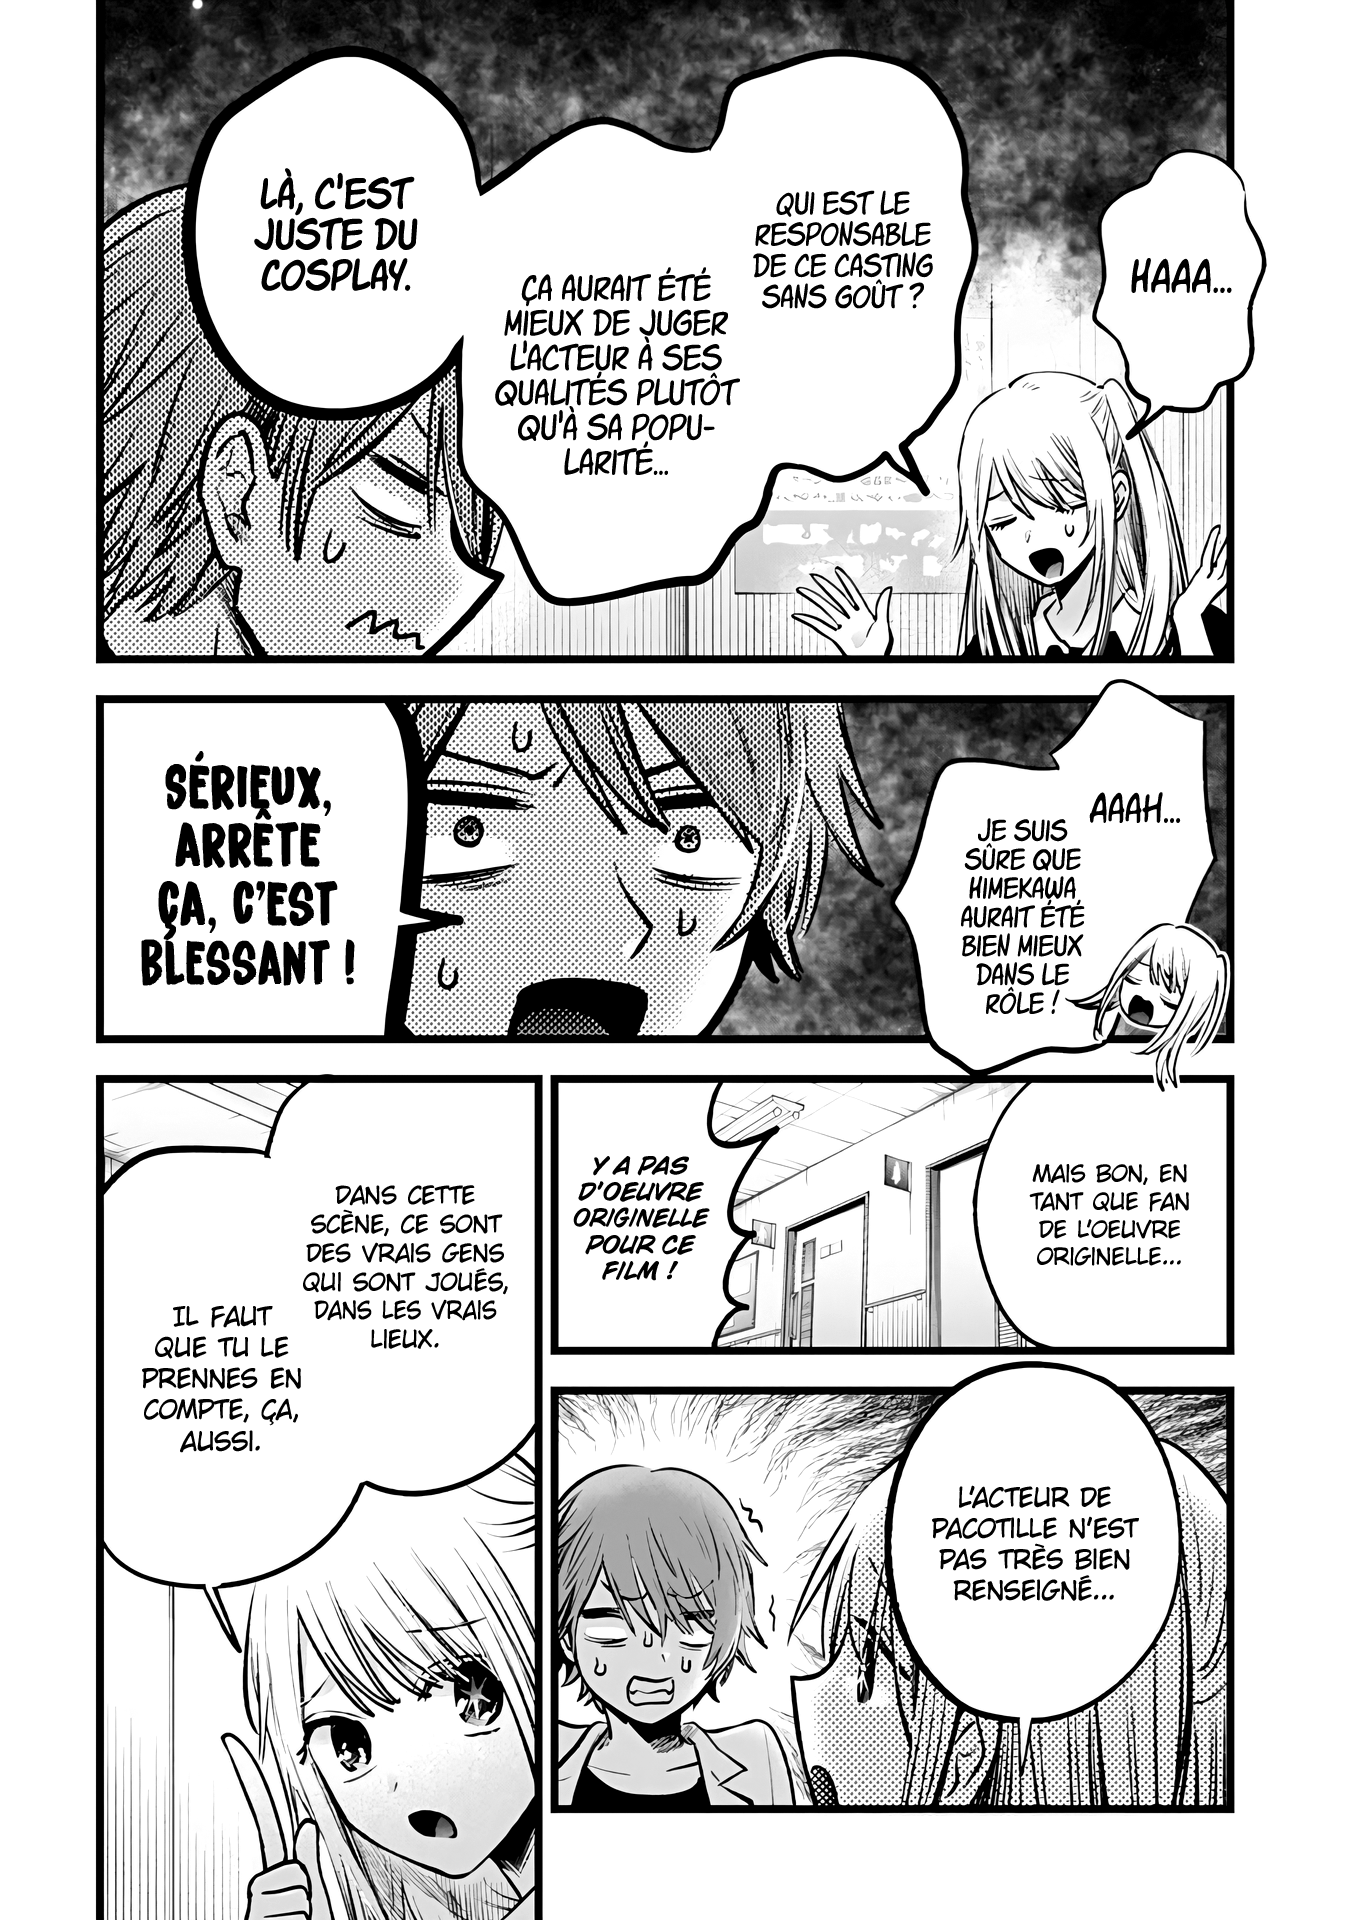 HAAA...
QUI EST LE
RESPONSABLE
DE CE CASTING
SANS GOÛT ?
ÇA AURAIT ÉTÉ
MIEUX DE JUGER
L'ACTEUR À SES
QUALITÉS PLUTÔT
QU'À SA POPU-
LARITÉ...
LÀ, C'EST
JUSTE DU
COSPLAY.
AAAH...
JE SUIS
SÛRE QUE
HIMEKAWA
AURAIT ÉTÉ
BIEN MIEUX
DANS LE
RÔLE !
SÉRIEUX,
ARRÊTE
ÇA, C'EST
BLESSANT !
MAIS BON, EN
TANT QUE FAN
DE L'OEUVRE
ORIGINELLE...
Y A PAS
D'OEUVRE
ORIGINELLE
POUR CE
FILM !
L'ACTEUR DE
PACOTILLE N'EST
PAS TRÈS BIEN
RENSEIGNÉ...
DANS CETTE
SCÈNE, CE SONT
DES VRAIS GENS
QUI SONT JOUÉS,
DANS LES VRAIS
LIEUX.
IL FAUT
QUE TU LE
PRENNES EN
COMPTE, ÇA,
AUSSI.